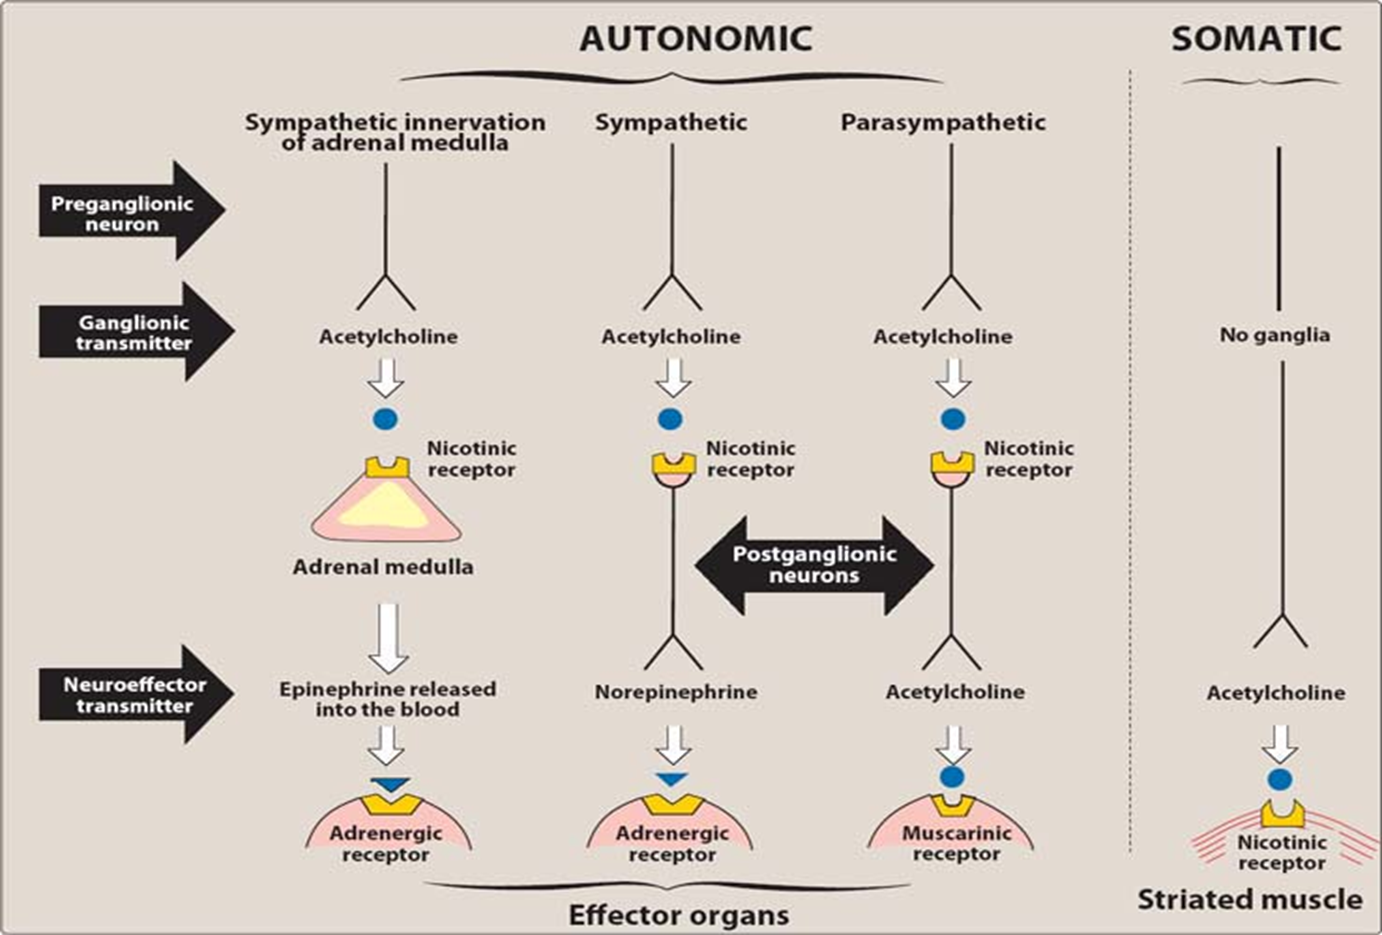 AUTONOMIC
SOMATIC
Sympathetic innervation
of adrenal medulla
Sympathetic
Parasympathetic
Preganglionic
neuron
Ganglionic
transmitter
Acetylcholine
Acetylcholine
Acetylcholine
No ganglia
Nicotinic
receptor
Nicotinic
receptor
Nicotinic
receptor
Adrenal medulla
Postganglionic
neurons
Neuroeffector
transmitter
Epinephrine released
into the blood
Norepinephrine
Acetylcholine
Acetylcholine
Adrenergic
receptor
Adrenergic
receptor
Muscarinic
receptor
Nicotinic
receptor
Striated muscle
Effector organs